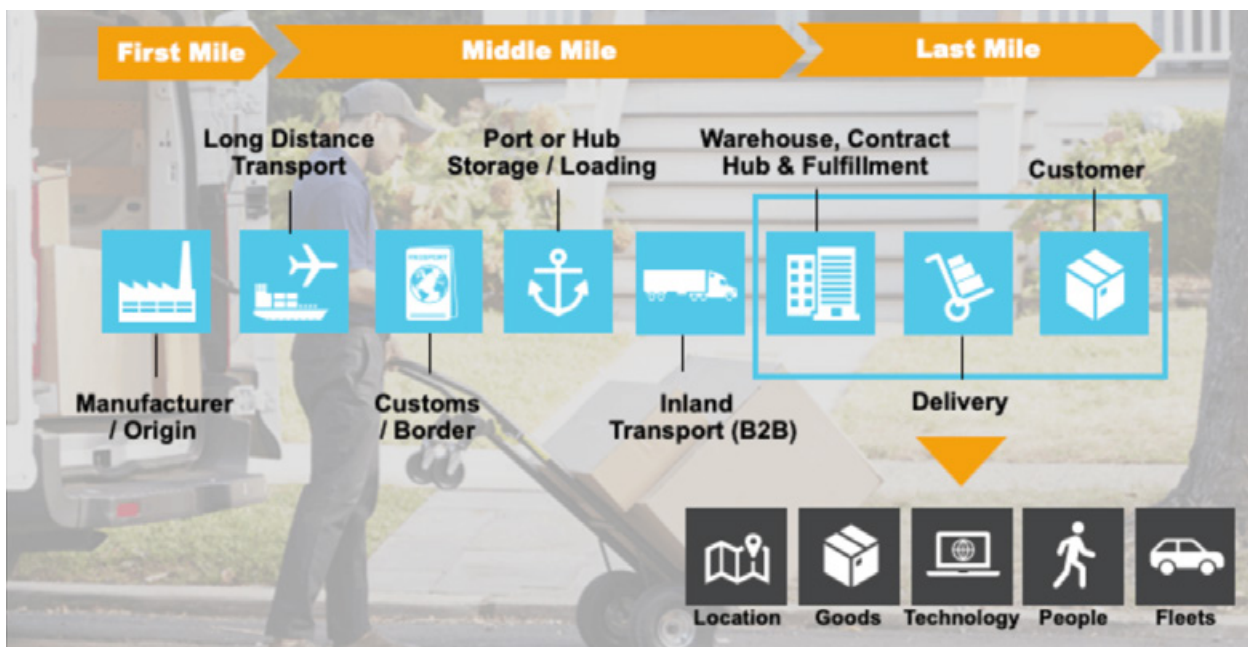 First Mile
Middle Mile
Last Mile
Long Distance
Transport
Port or Hub
Storage / Loading
Warehouse, Contract
Hub & Fulfillment
Customer
PASSPORT
Manufacturer
/ Origin
Customs
/ Border
Inland
Transport (B2B)
Delivery
Location
Goods
Technology
People
Fleets